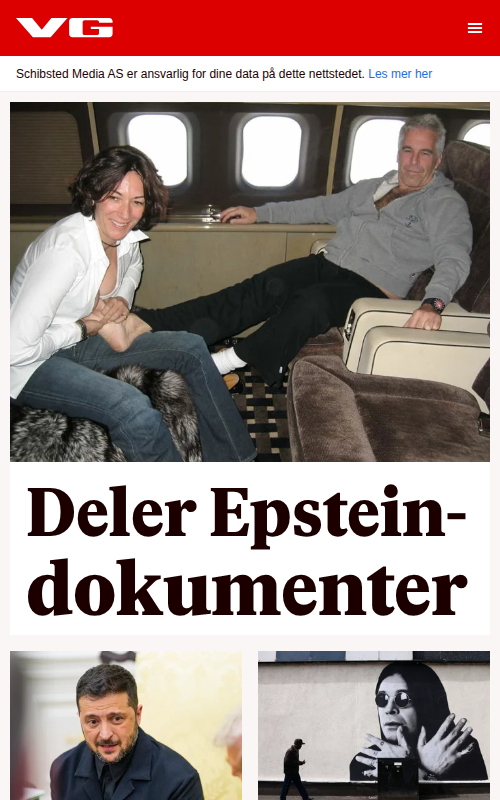 VG
Schibsted Media AS er ansvarlig for dine data på dette nettstedet. Les mer her
Deler Epstein-
dokumenter